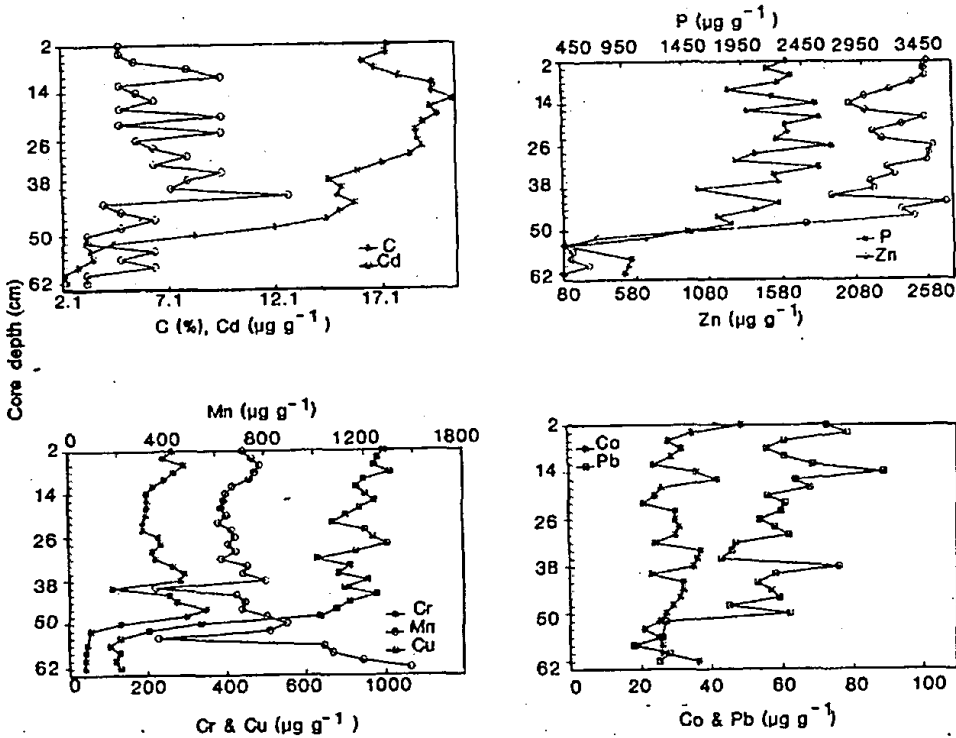 P (µg g⁻¹)
450 950 1450 1950 2450 2950 3450
2
14
26
38
50
62
C
Cd
2.1 7.1 12.1 17.1
C (%), Cd (µg g⁻¹)
2
14
26
38
50
62
P
Zn
80 580 1080 1580 2080 2580
Zn (µg g⁻¹)
Core depth (cm)
Mn (µg g⁻¹)
0 400 800 1200 1800
2
14
26
38
50
62
Cr
Mn
Cu
200 400 600 800 1000
Cr & Cu (µg g⁻¹)
2
14
26
38
50
62
Co
Pb
0 20 40 60 80 100
Co & Pb (µg g⁻¹)